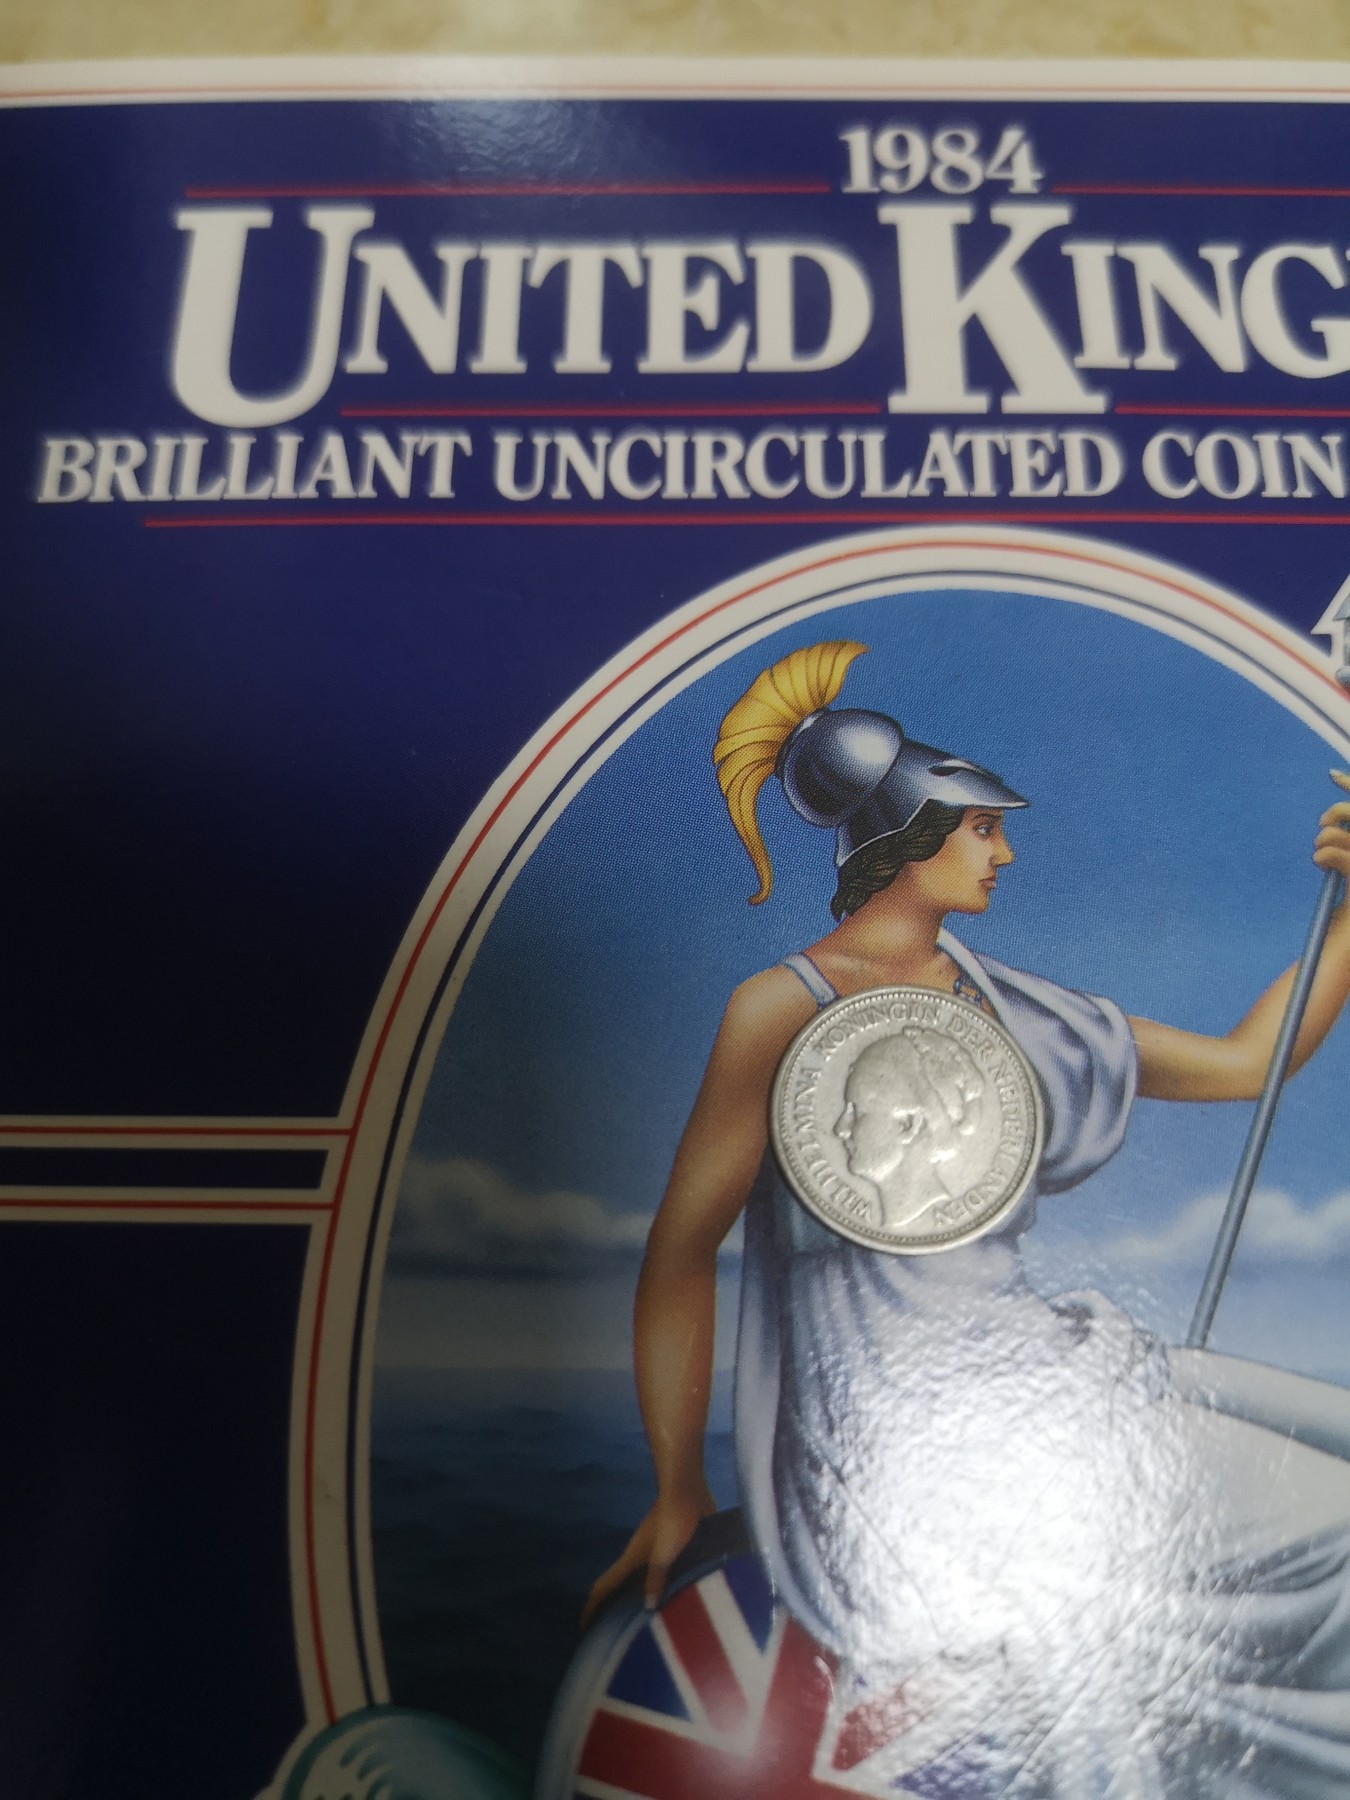 1984
UNITED KING
BRILLIANT UNCIRCULATED COIN
WILHELMINA KONINGIN DER NEDERLANDEN